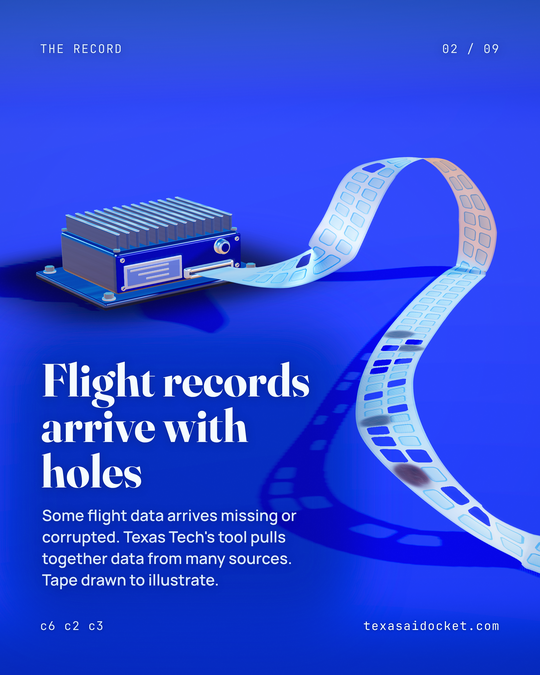 THE RECORD
02 / 09
Flight records
arrive with
holes
Some flight data arrives missing or
corrupted. Texas Tech's tool pulls
together data from many sources.
Tape drawn to illustrate.
c6 c2 c3
texasaidocket.com